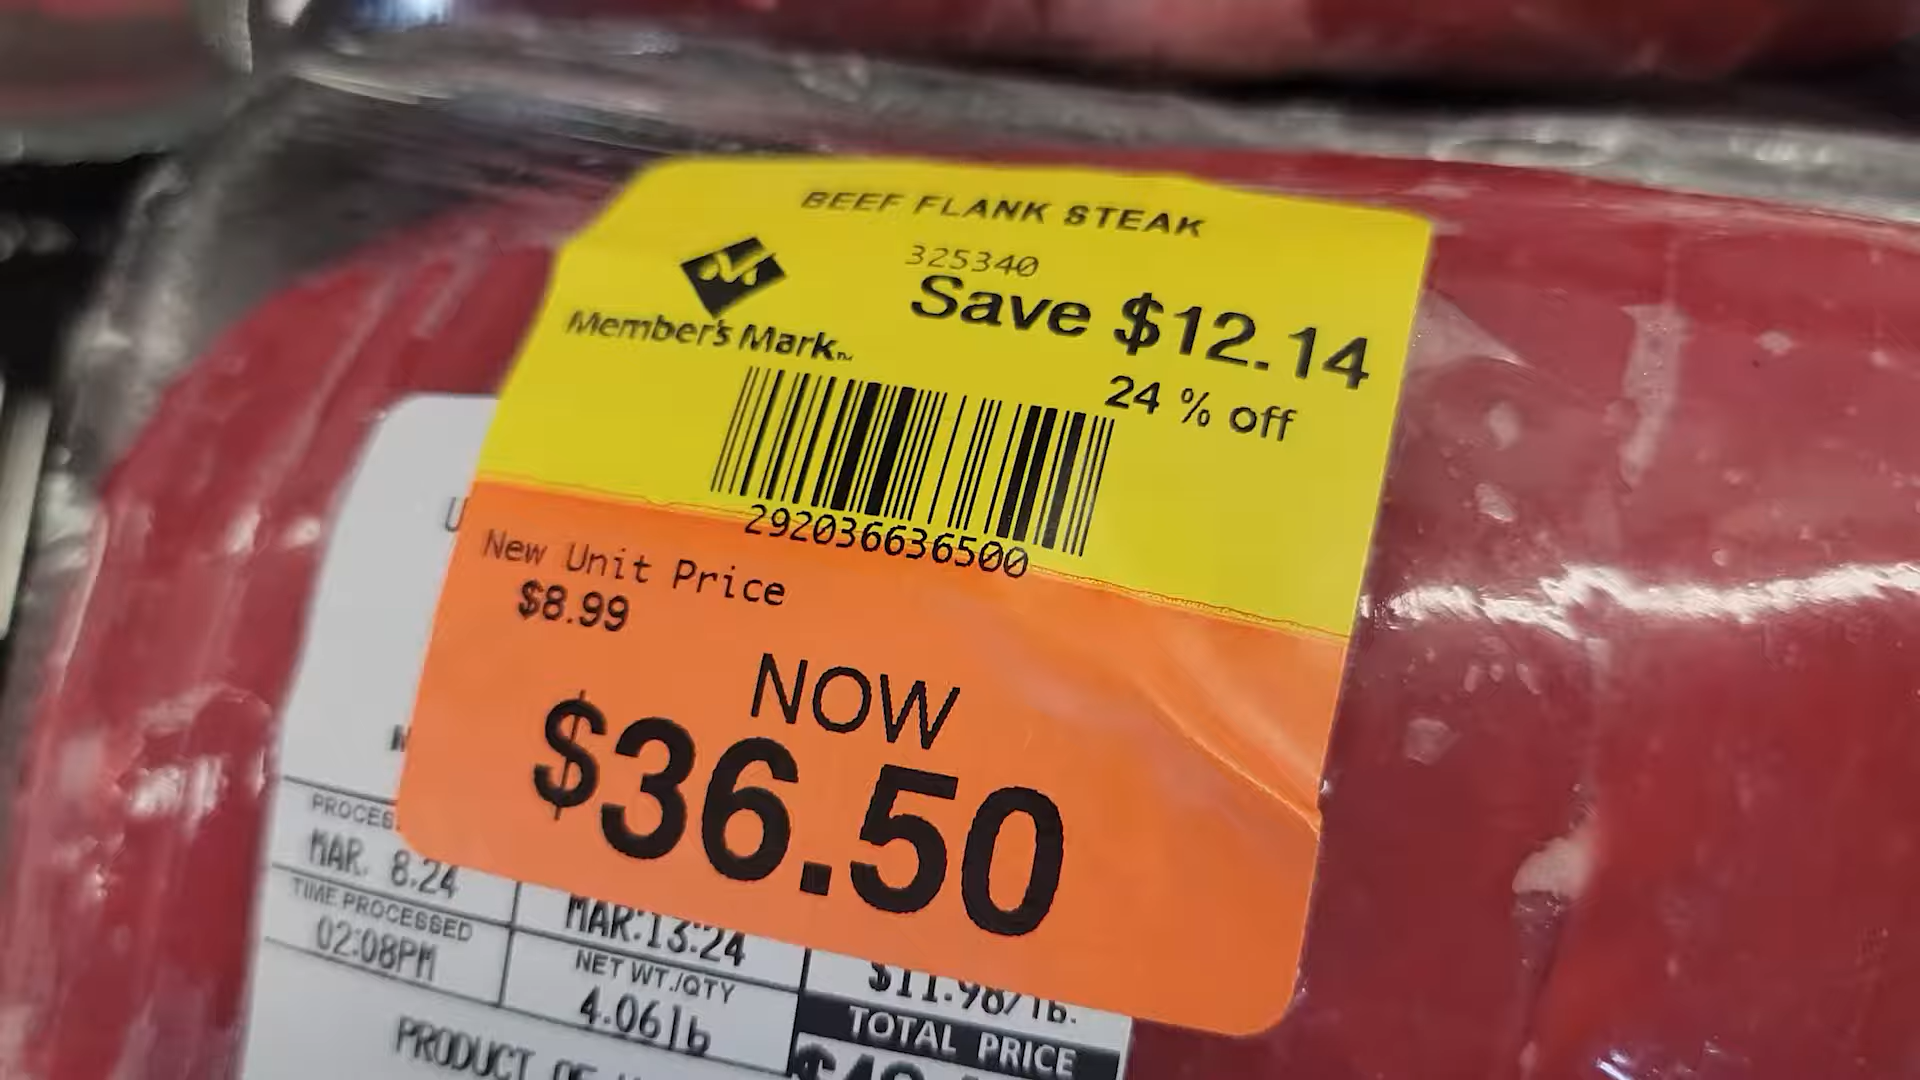 BEEF FLANK STEAK
325340
Member's Mark™
Save $12.14
24 % off
292036636500
New Unit Price
$8.99
NOW
$36.50
MAR. 8.24
TIME PROCESSED
02:08PM
MAR.13.24
NET WT./QTY
4.06lb
$11.98/lb.
TOTAL PRICE
PRODUCT OF